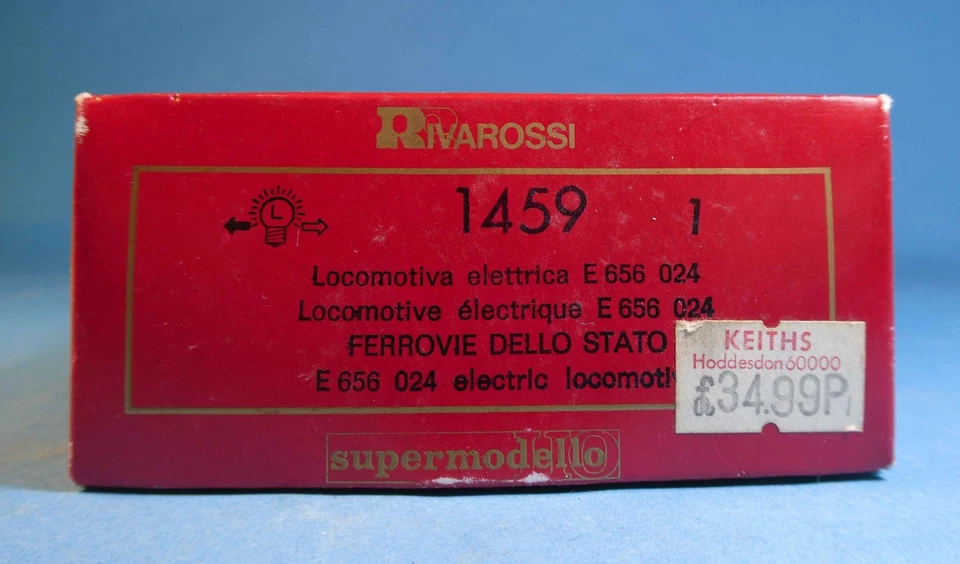 RIVAROSSI
L
1459 1
Locomotiva elettrica E 656 024
Locomotive électrique E 656 024
FERROVIE DELLO STATO
E 656 024 electric
KEITHS
Hoddesdon 60000
£34.99P
supermodello HO